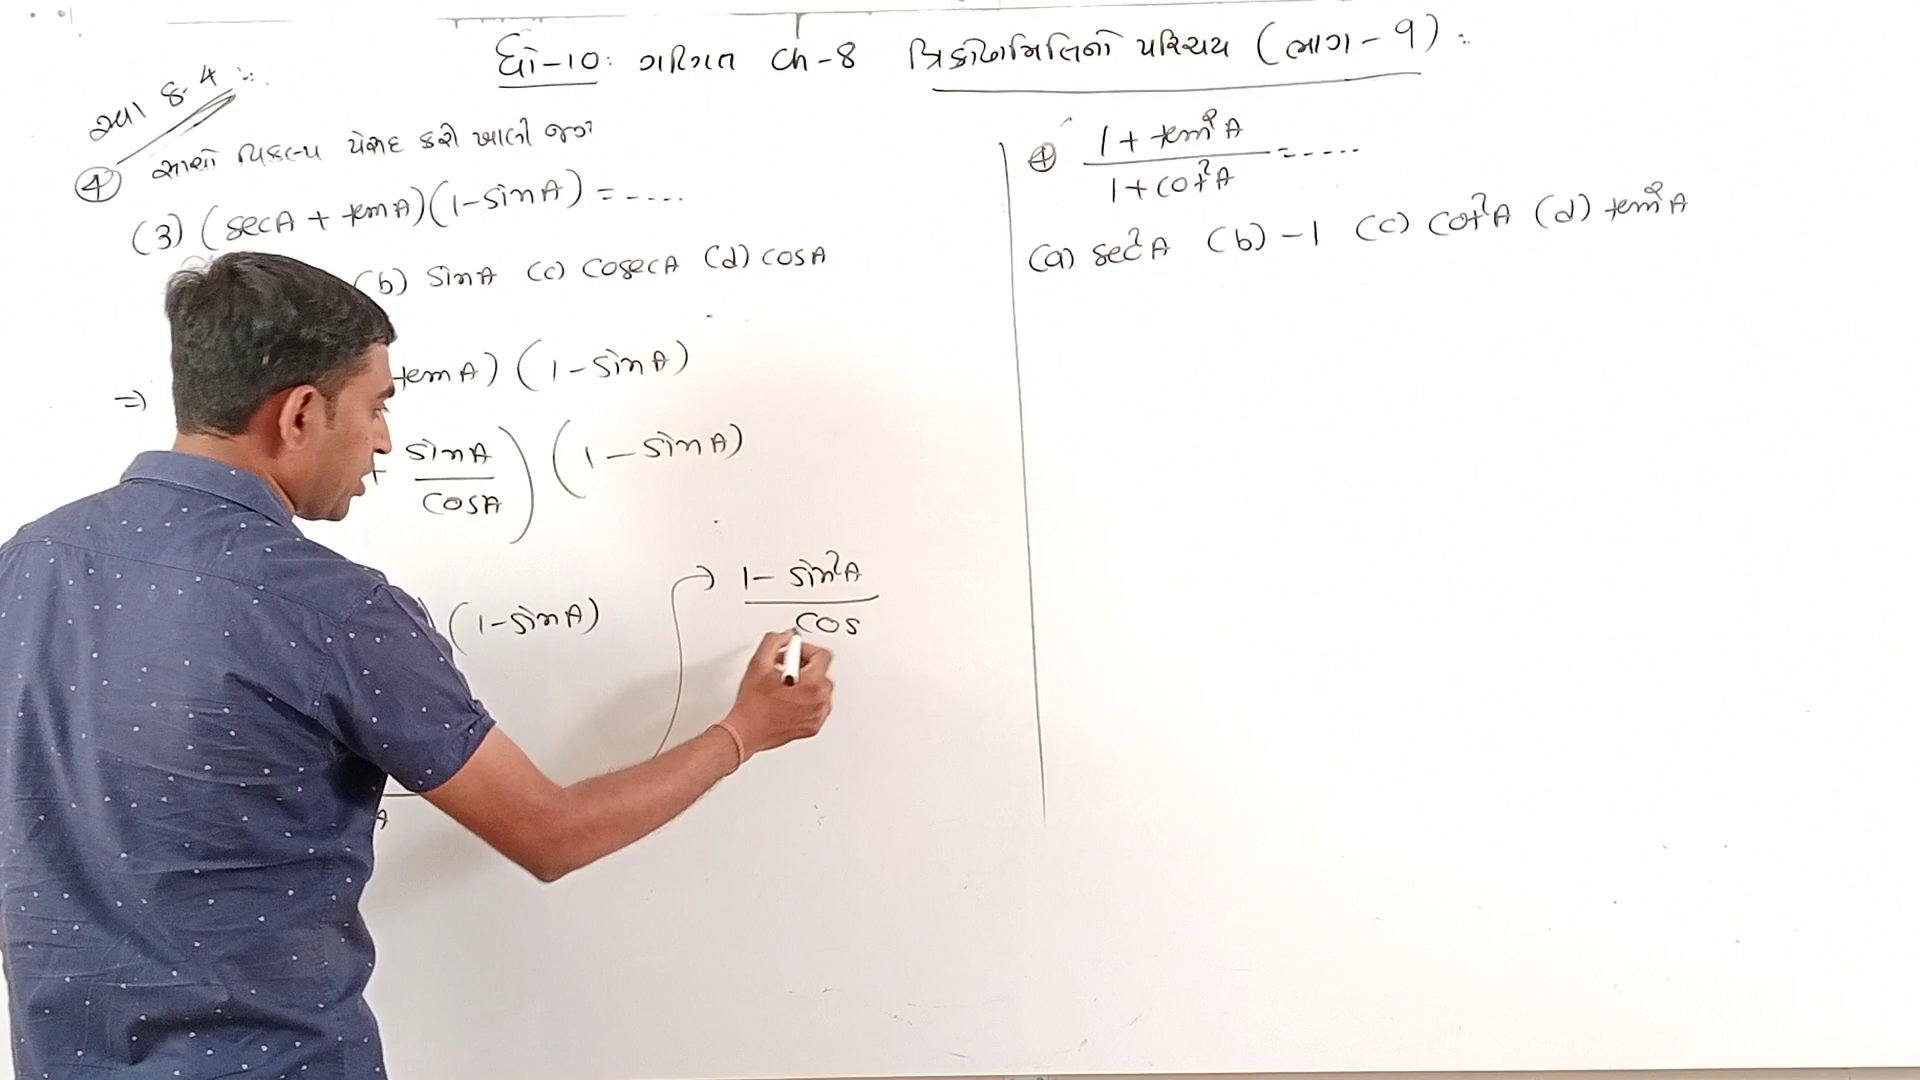 ધો-10: ગણિત Ch-8 ત્રિકોણમિતિનો પરિચય (ભાગ-9):
સ્વા 8.4 :-
④ સાચો વિકલ્પ પસંદ કરી ખાલી જગ્યા
(3) (secA + tanA)(1-sinA) = -....
(b) sinA (c) cosecA (d) cosA
⇒ tanA) (1-sinA)
+ sinA/cosA) (1-sinA)
(1-sinA)
A
→ 1-sin²A / cos
④ 1+tan²A / 1+cot²A = -....
(a) sec²A (b) -1 (c) cot²A (d) tan²A